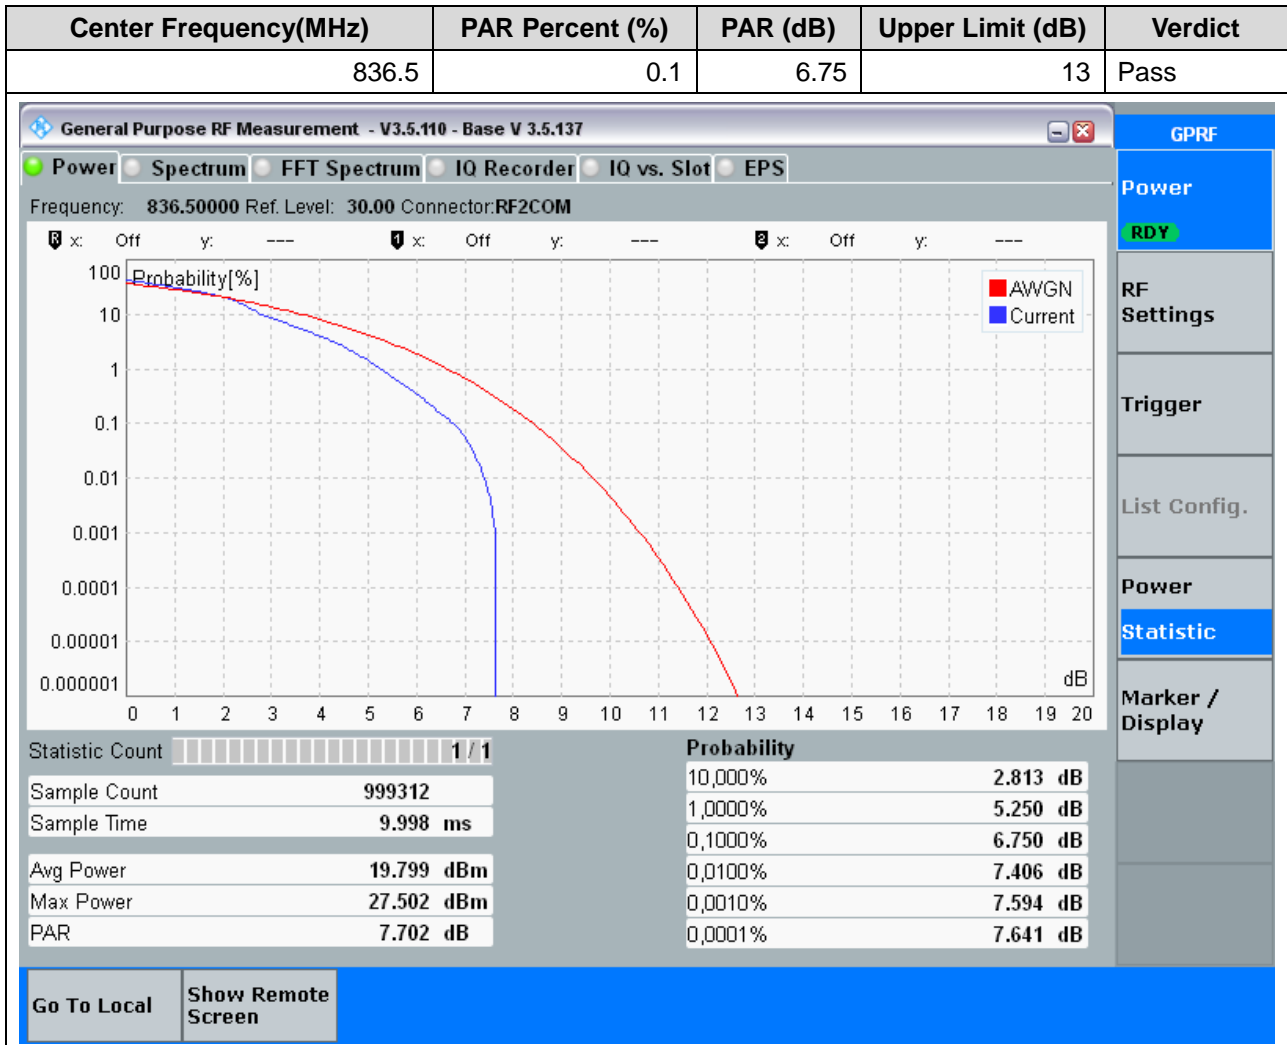 Center Frequency(MHz) PAR Percent (%) PAR (dB) Upper Limit (dB) Verdict
836.5 0.1 6.75 13 Pass
General Purpose RF Measurement - V3.5.110 - Base V 3.5.137
GPRF
Power Spectrum FFT Spectrum IQ Recorder IQ vs. Slot EPS
Power
RDY
Frequency: 836.50000 Ref. Level: 30.00 Connector:RF2COM
R x: Off y: --- 1 x: Off y: --- 2 x: Off y: ---
Probability[%]
AWGN
Current
100
10
1
0.1
0.01
0.001
0.0001
0.00001
0.000001
dB
0 1 2 3 4 5 6 7 8 9 10 11 12 13 14 15 16 17 18 19 20
RF
Settings
Trigger
List Config.
Power
Statistic
Marker /
Display
Statistic Count 1 / 1
Sample Count 999312
Sample Time 9.998 ms
Avg Power 19.799 dBm
Max Power 27.502 dBm
PAR 7.702 dB
Probability
10,000% 2.813 dB
1,0000% 5.250 dB
0,1000% 6.750 dB
0,0100% 7.406 dB
0,0010% 7.594 dB
0,0001% 7.641 dB
Go To Local
Show Remote
Screen